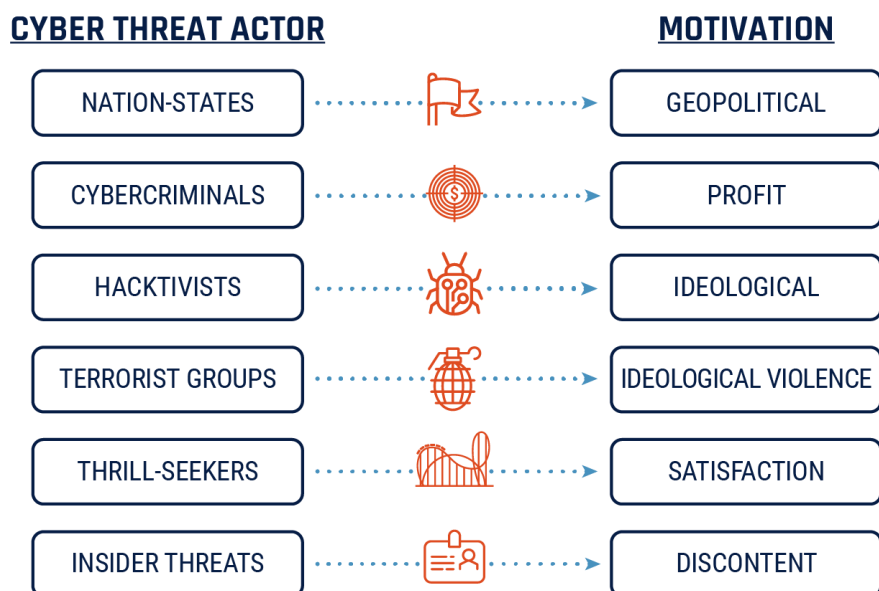 CYBER THREAT ACTOR
MOTIVATION
NATION-STATES
$
GEOPOLITICAL
CYBERCRIMINALS
PROFIT
HACKTIVISTS
IDEOLOGICAL
TERRORIST GROUPS
IDEOLOGICAL VIOLENCE
THRILL-SEEKERS
SATISFACTION
INSIDER THREATS
DISCONTENT